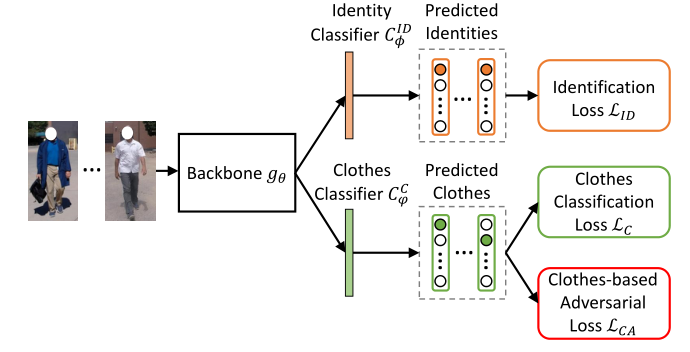 Identity
Classifier $C_{\phi}^{ID}$
Predicted
Identities
Identification
Loss $\mathcal{L}_{ID}$
Backbone $g_{\theta}$
Clothes
Classifier $C_{\varphi}^{C}$
Predicted
Clothes
Clothes
Classification
Loss $\mathcal{L}_{C}$
Clothes-based
Adversarial
Loss $\mathcal{L}_{CA}$